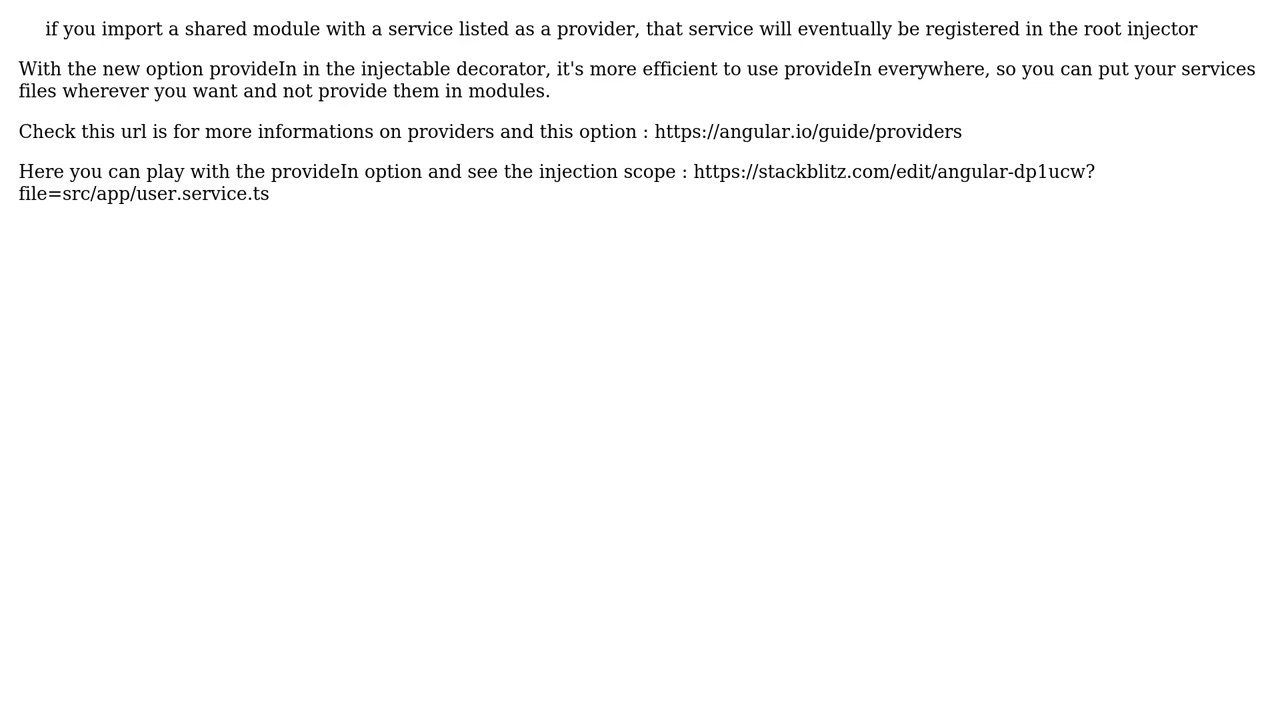 if you import a shared module with a service listed as a provider, that service will eventually be registered in the root injector
With the new option provideIn in the injectable decorator, it's more efficient to use provideIn everywhere, so you can put your services
files wherever you want and not provide them in modules.
Check this url is for more informations on providers and this option : https://angular.io/guide/providers
Here you can play with the provideIn option and see the injection scope : https://stackblitz.com/edit/angular-dp1ucw?
file=src/app/user.service.ts